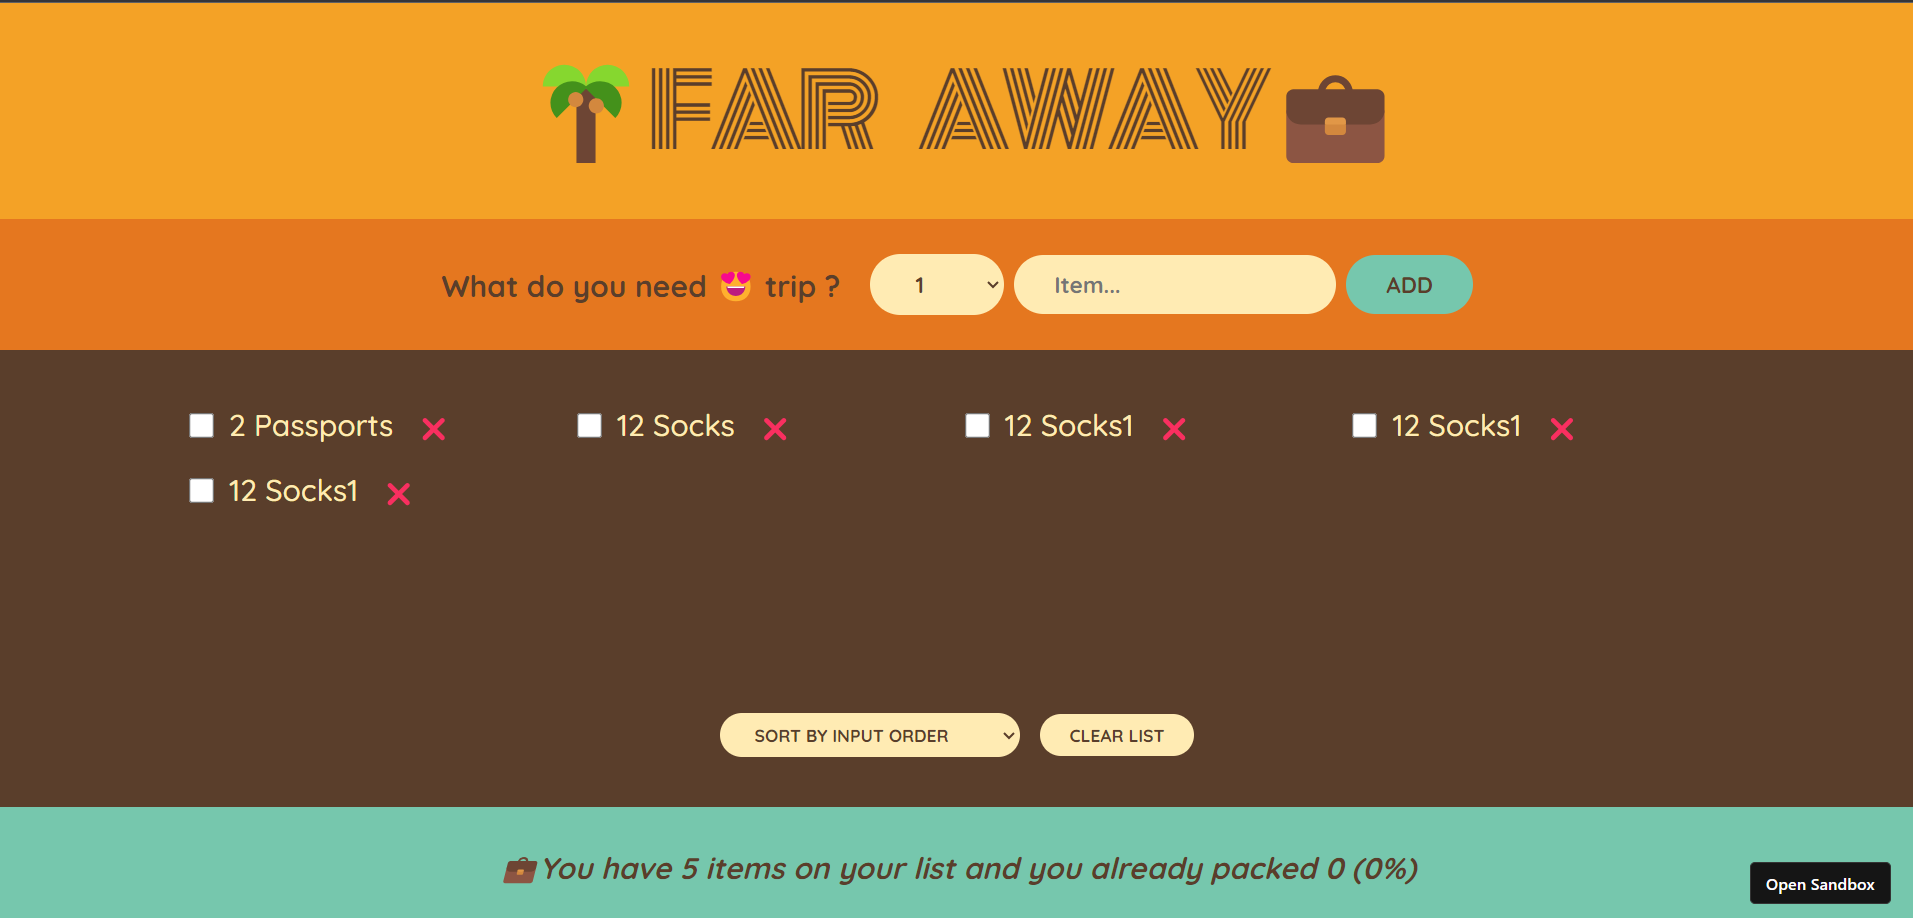 FAR AWAY
What do you need 😍 trip ? 1 Item... ADD
2 Passports 12 Socks 12 Socks1 12 Socks1
12 Socks1
SORT BY INPUT ORDER CLEAR LIST
You have 5 items on your list and you already packed 0 (0%)
Open Sandbox